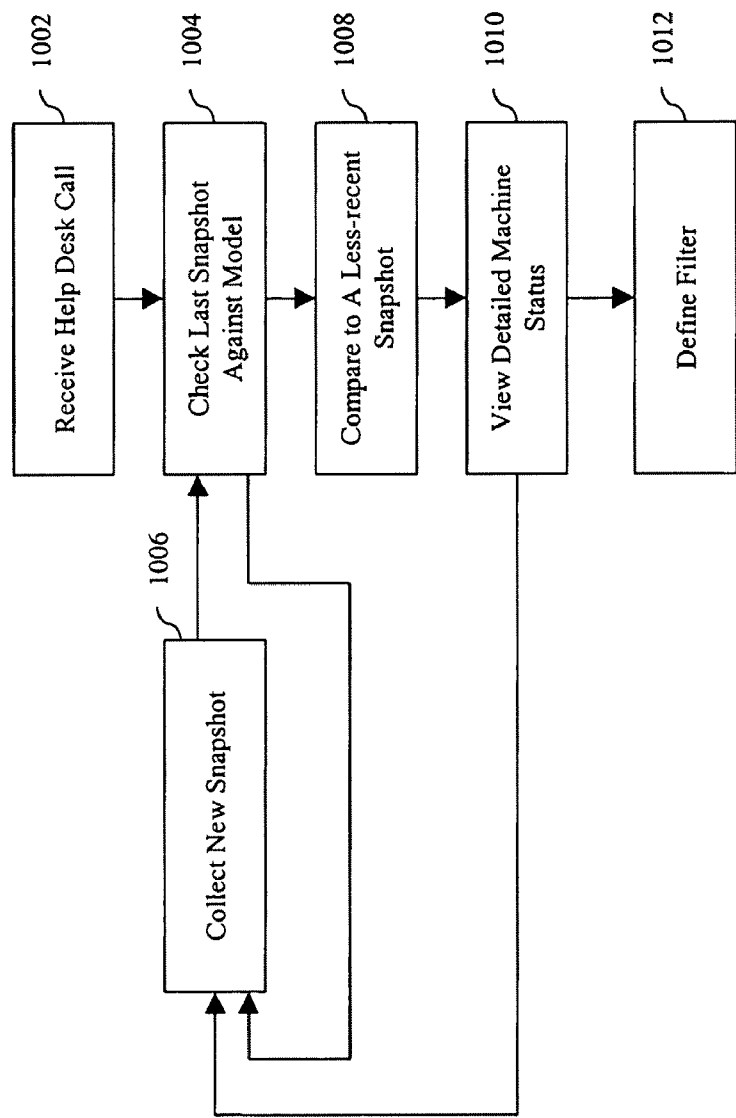 Receive Help Desk Call
1002
Check Last Snapshot
Against Model
1004
Collect New Snapshot
1006
Compare to A Less-recent
Snapshot
1008
View Detailed Machine
Status
1010
Define Filter
1012